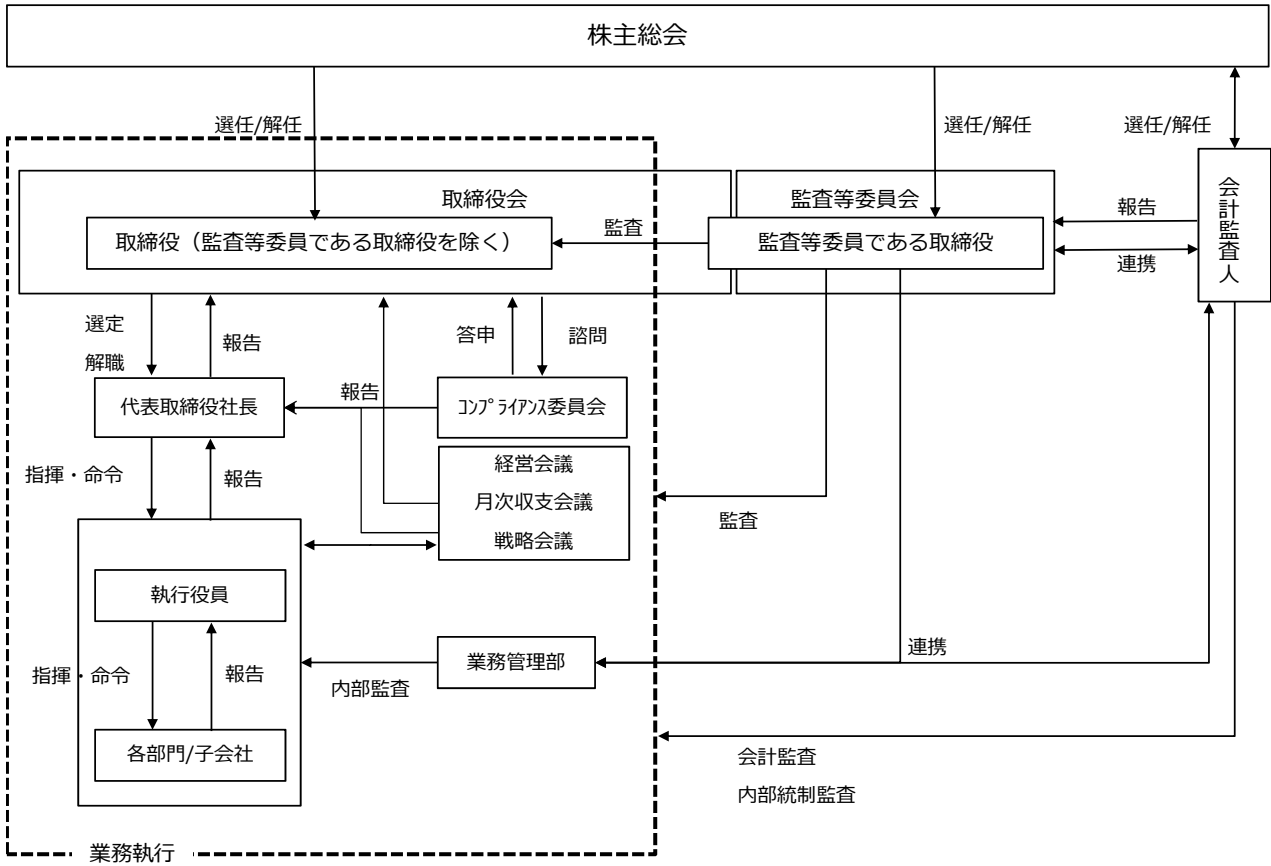 株主総会
選任/解任
選任/解任
選任/解任
取締役会
監査等委員会
会計監査人
取締役（監査等委員である取締役を除く）
監査
監査等委員である取締役
報告
連携
選定
解職
報告
答申
諮問
代表取締役社長
報告
ｺﾝﾌﾟﾗｲｱﾝｽ委員会
指揮・命令
報告
経営会議
月次収支会議
戦略会議
監査
執行役員
指揮・命令
報告
内部監査
業務管理部
連携
各部門/子会社
会計監査
内部統制監査
業務執行